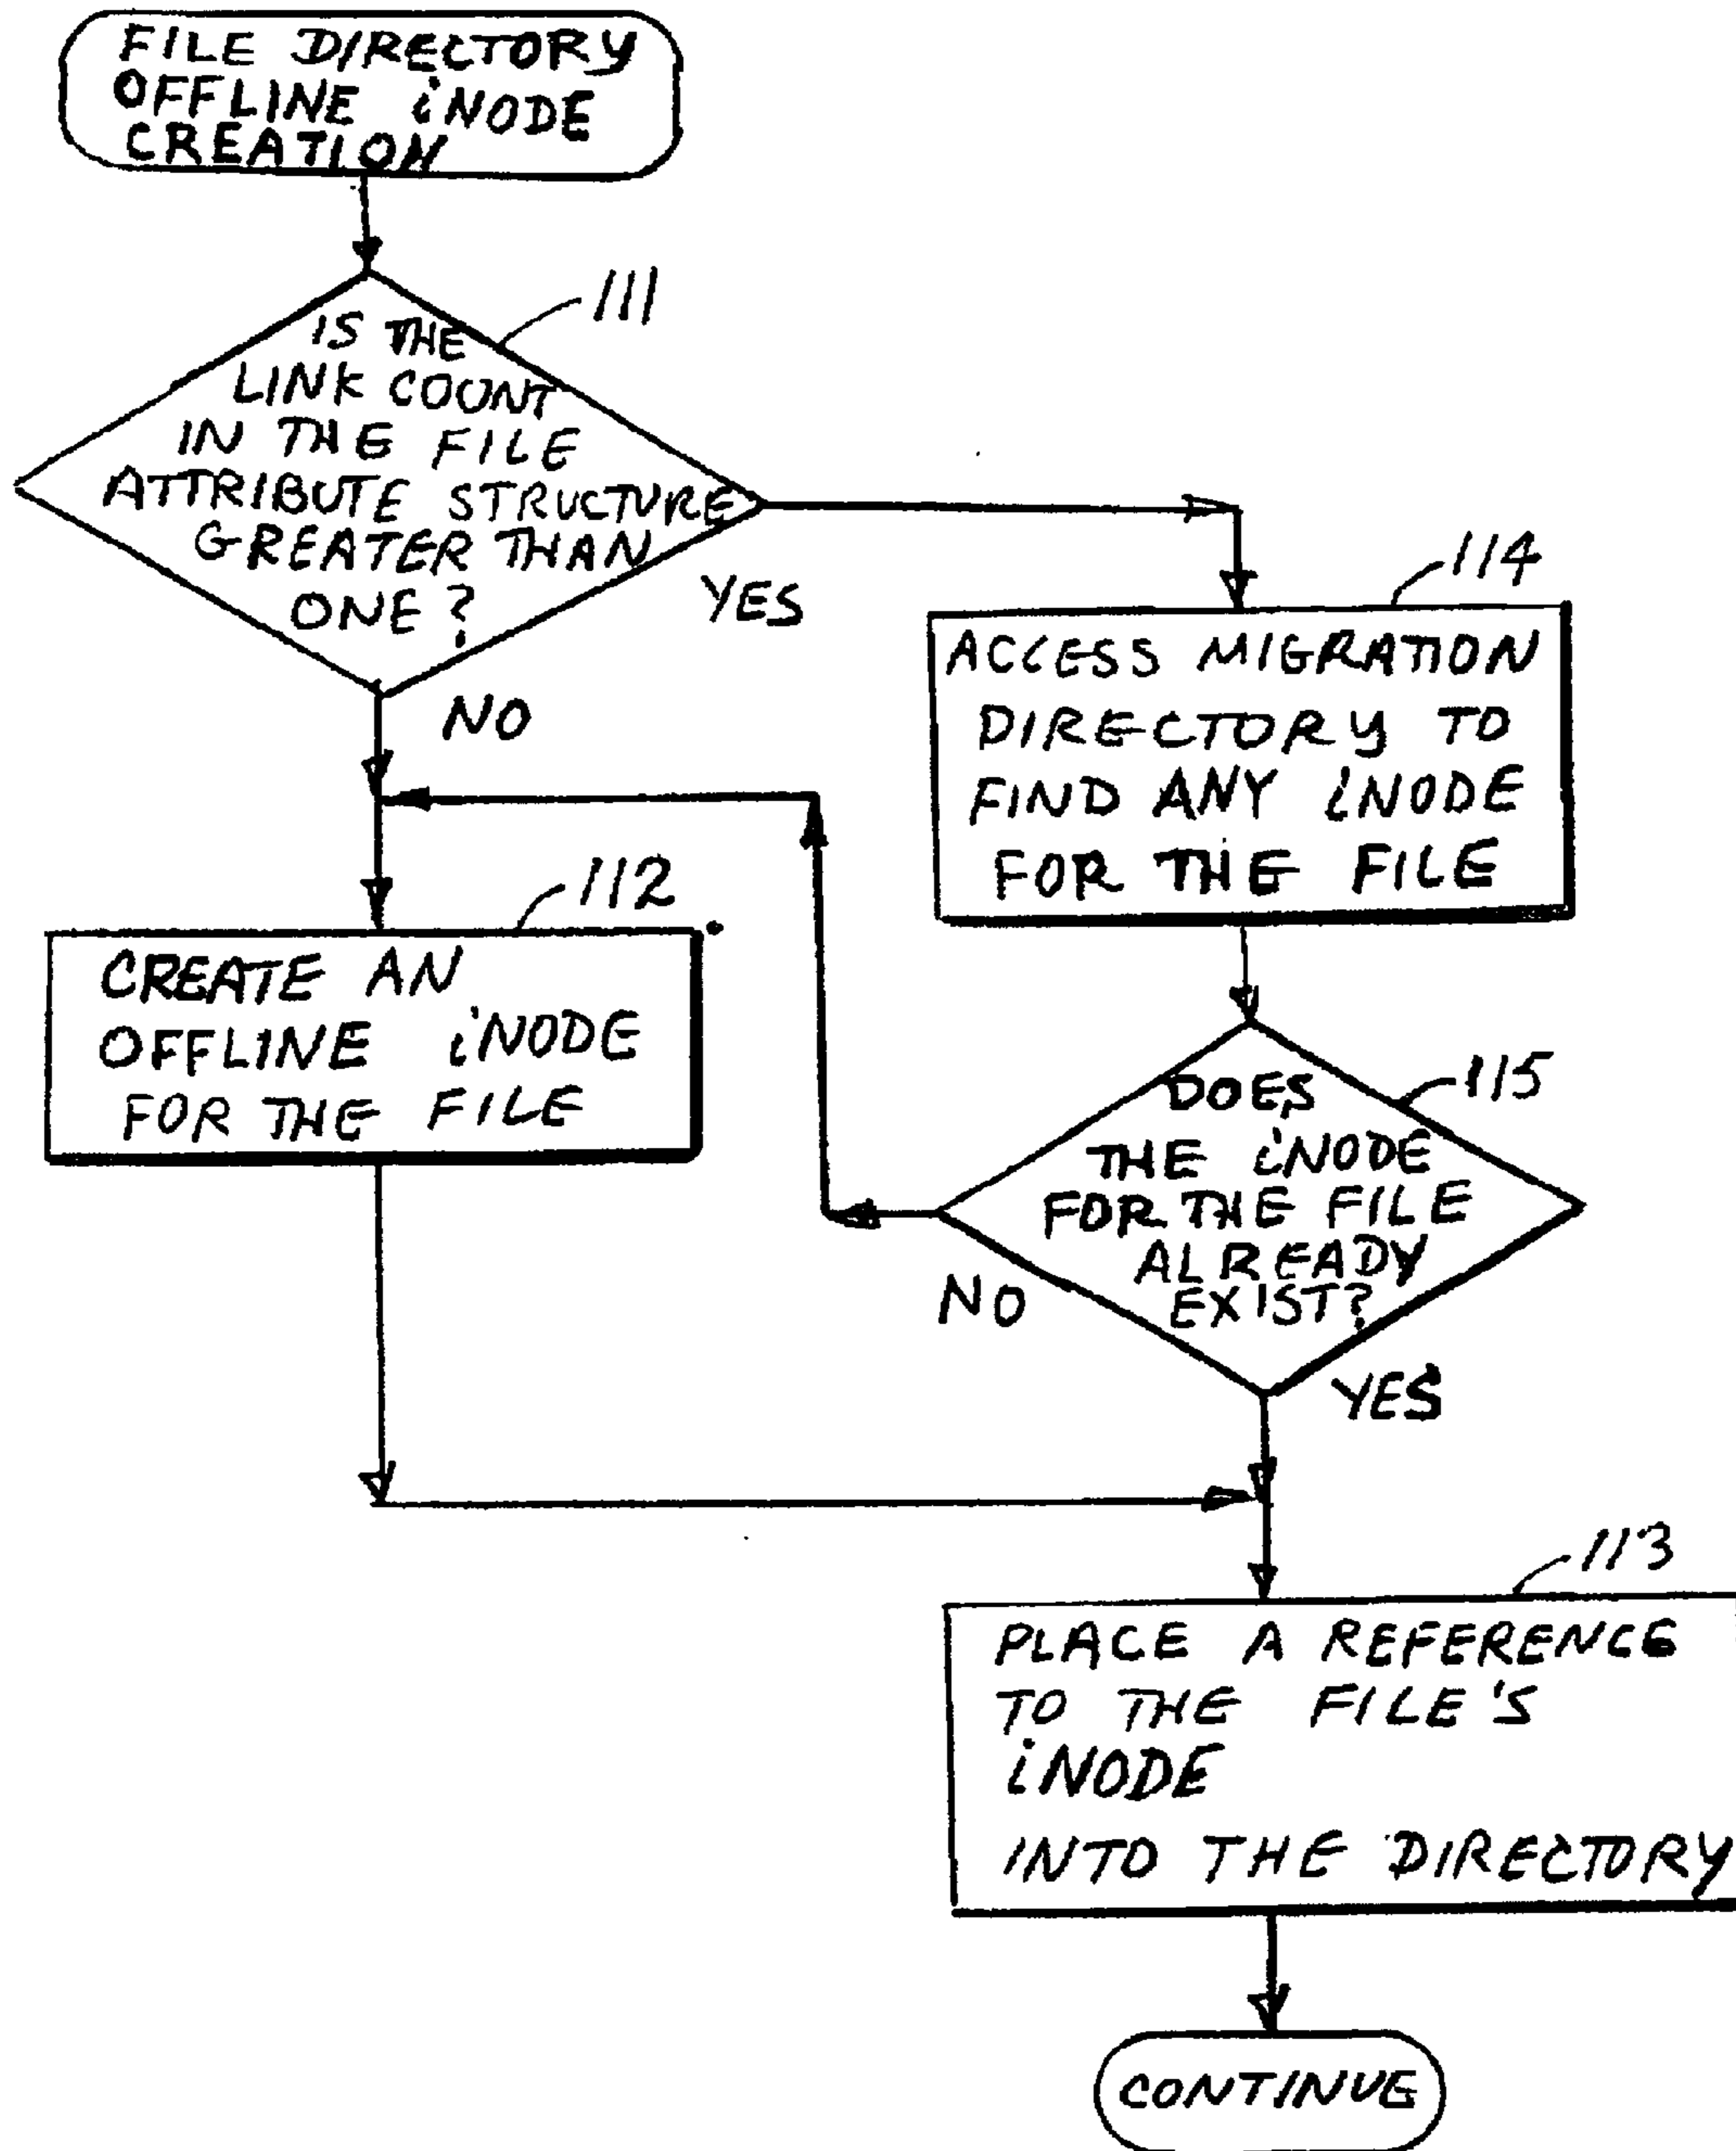 FILE DIRECTORY
OFFLINE iNODE
CREATION
111
IS THE
LINK COUNT
IN THE FILE
ATTRIBUTE STRUCTURE
GREATER THAN
ONE?
YES
NO
114
ACCESS MIGRATION
DIRECTORY TO
FIND ANY iNODE
FOR THE FILE
112
CREATE AN
OFFLINE iNODE
FOR THE FILE
115
DOES
THE iNODE
FOR THE FILE
ALREADY
EXIST?
NO
YES
113
PLACE A REFERENCE
TO THE FILE'S
iNODE
INTO THE DIRECTORY
CONTINUE